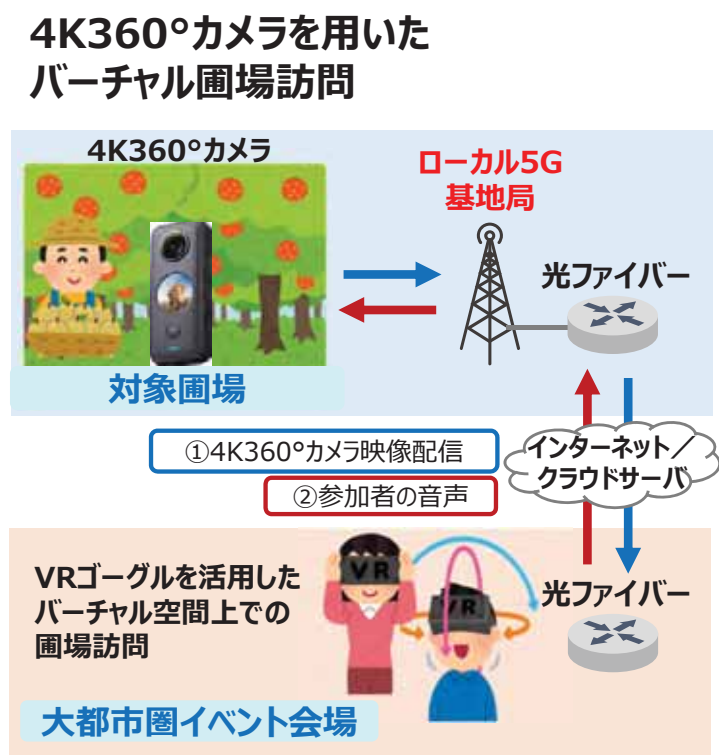 4K360°カメラを用いた
バーチャル圃場訪問
4K360°カメラ
ローカル5G
基地局
光ファイバー
対象圃場
①4K360°カメラ映像配信
②参加者の音声
インターネット／
クラウドサーバ
VRゴーグルを活用した
バーチャル空間上での
圃場訪問
VR
VR
光ファイバー
大都市圏イベント会場